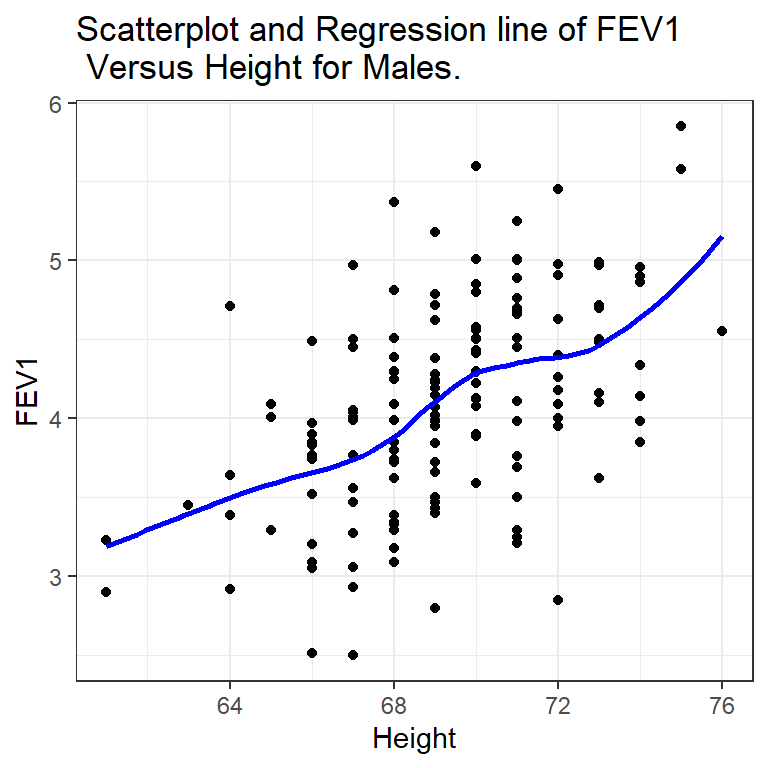 Scatterplot and Regression line of FEV1
Versus Height for Males.
6
5
4
3
FEV1
64 68 72 76
Height